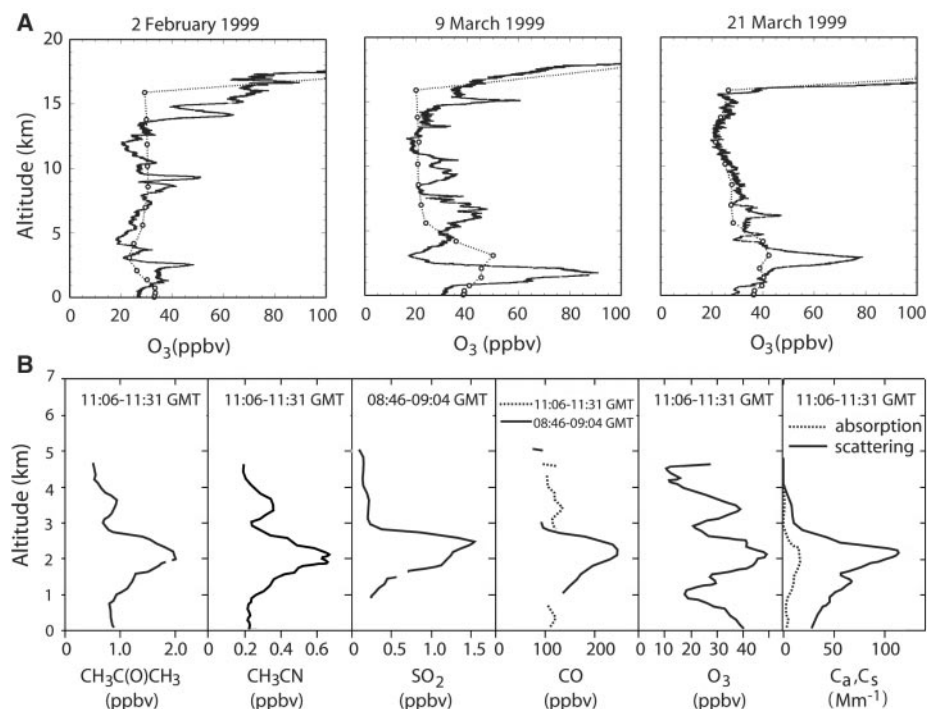 A
2 February 1999
9 March 1999
21 March 1999
Altitude (km)
20
15
10
5
0
0 20 40 60 80 100
0 20 40 60 80 100
0 20 40 60 80 100
O3(ppbv)
O3 (ppbv)
O3(ppbv)
B
Altitude (km)
7
6
5
4
3
2
1
0
11:06-11:31 GMT
11:06-11:31 GMT
08:46-09:04 GMT
11:06-11:31 GMT
08:46-09:04 GMT
11:06-11:31 GMT
11:06-11:31 GMT
absorption
scattering
0 1.0 2.0
0 0.2 0.4 0.6
0 0.5 1.0 1.5
100 200
0 10 30 50
0 50 100
CH3C(O)CH3
(ppbv)
CH3CN
(ppbv)
SO2
(ppbv)
CO
(ppbv)
O3
(ppbv)
Ca,Cs
(Mm-1)